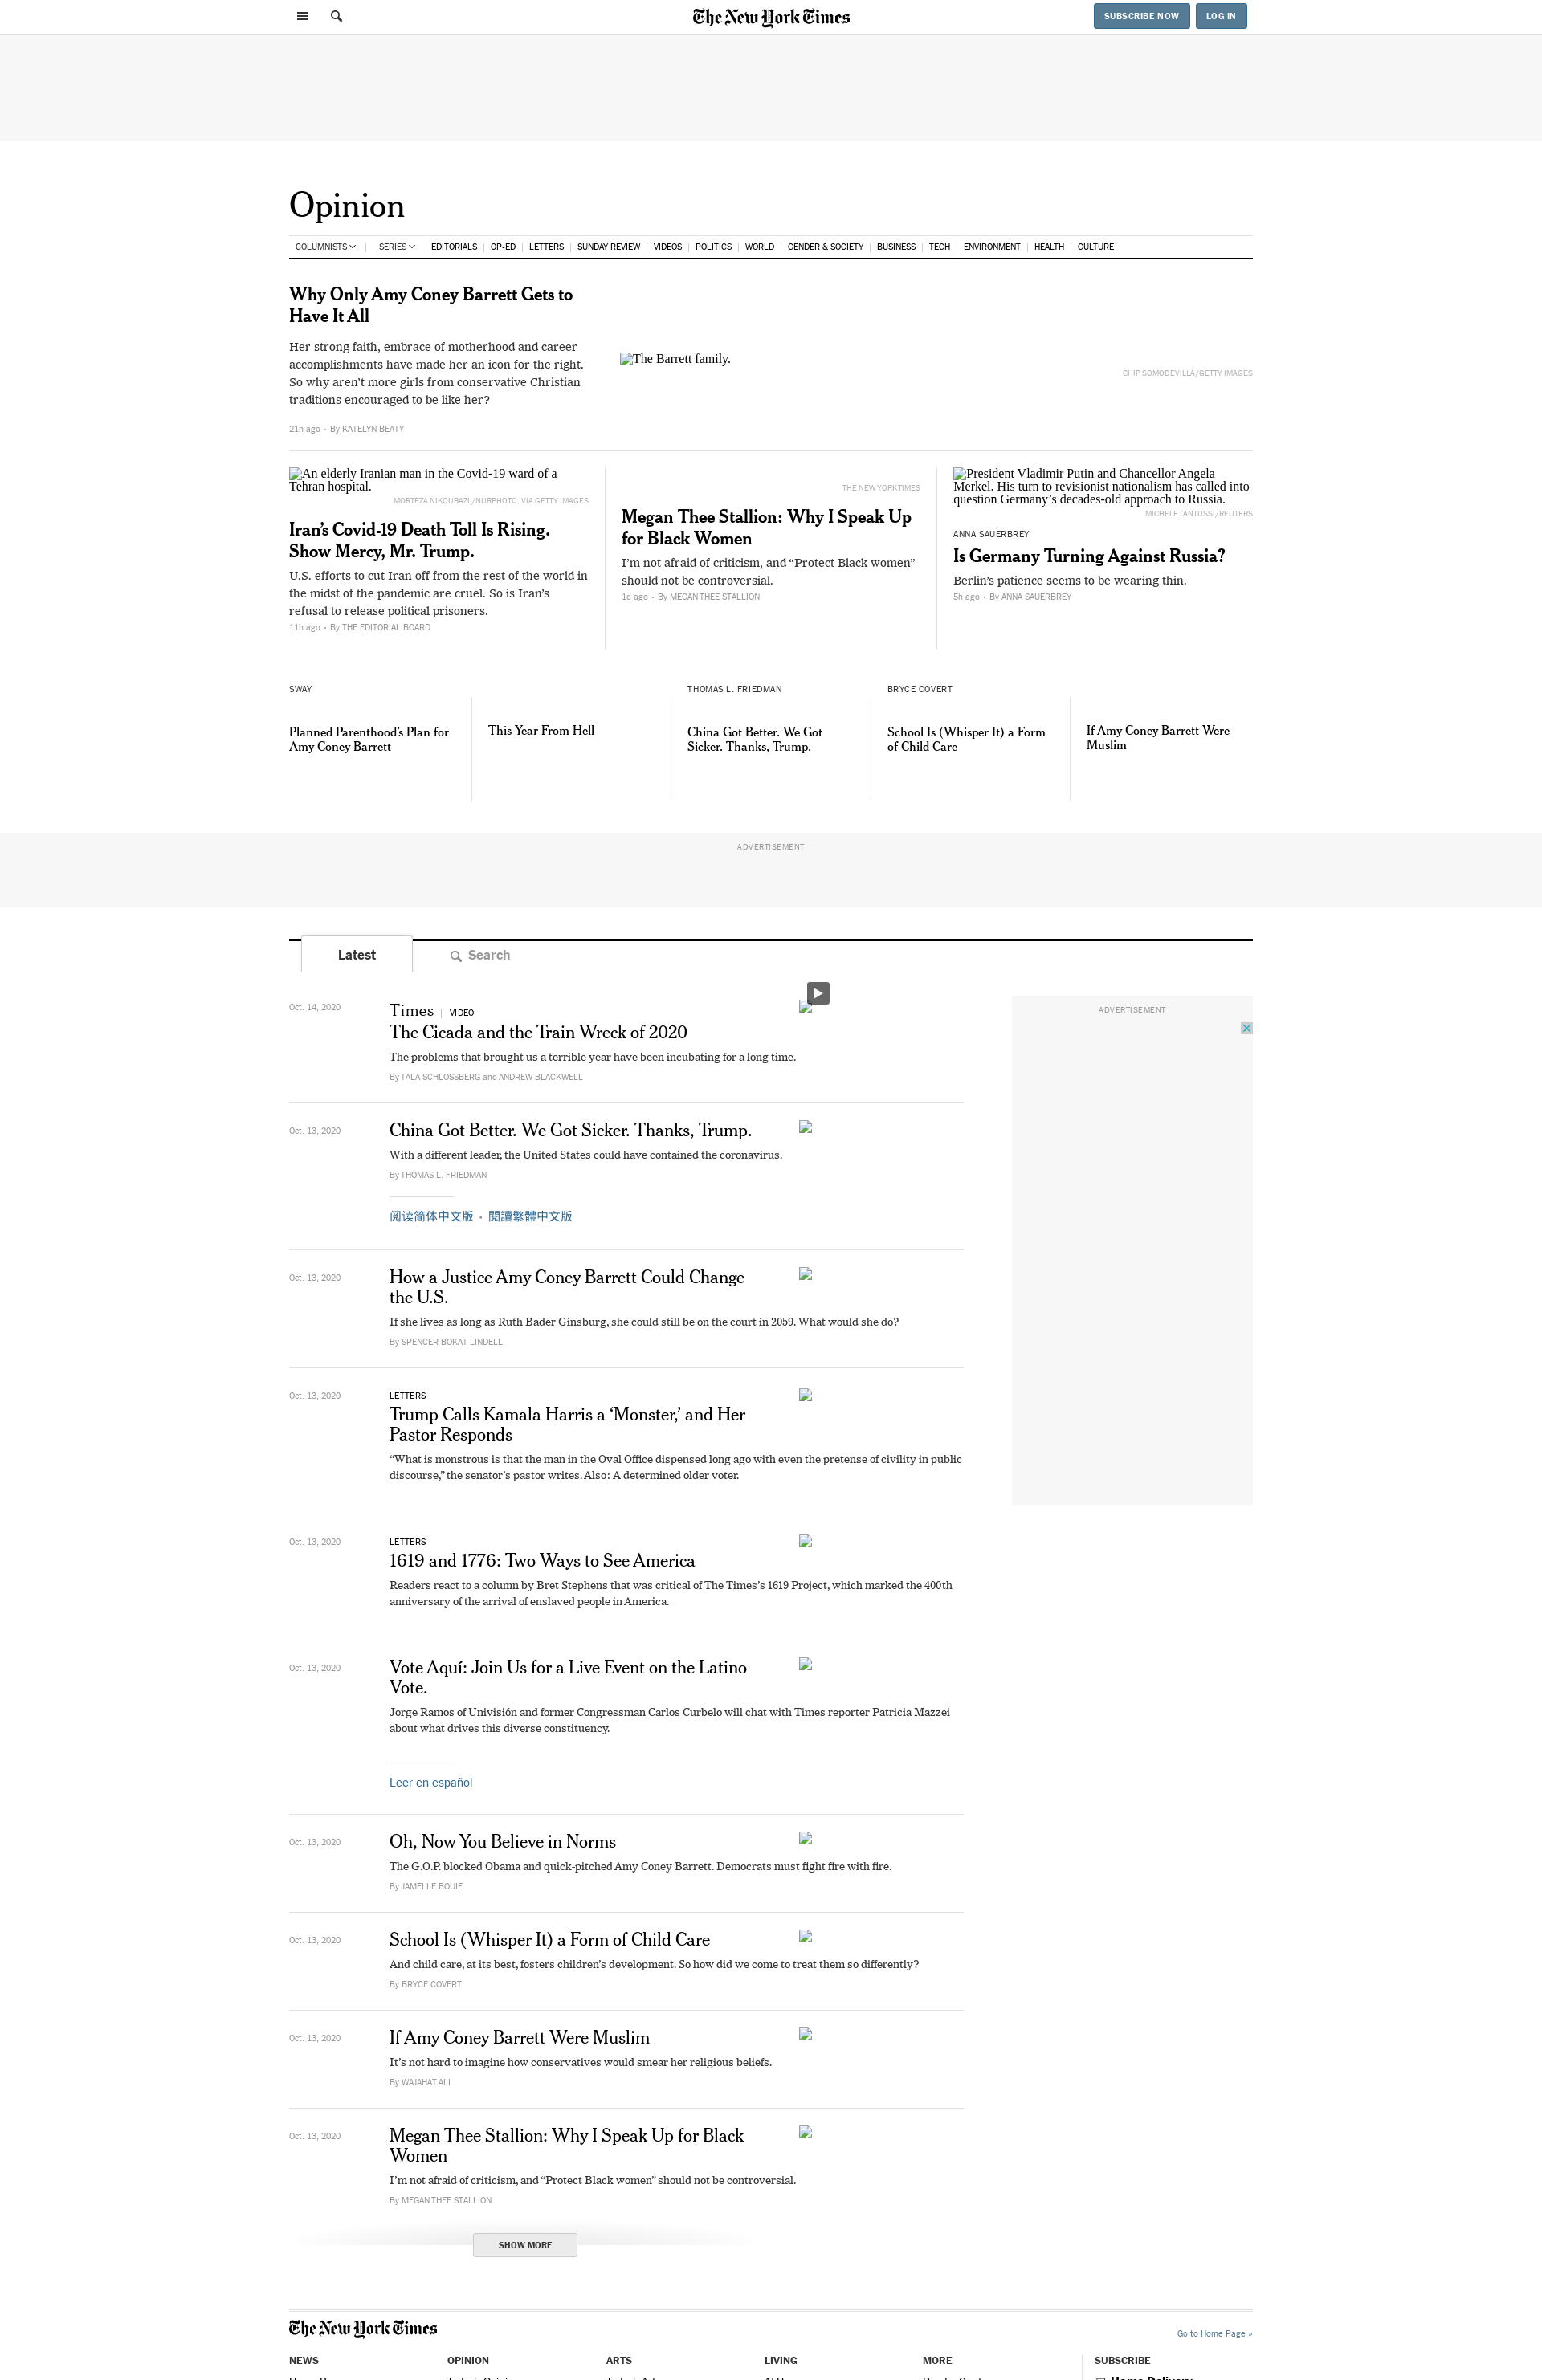 The New York Times
SUBSCRIBE NOW
LOG IN
Opinion
COLUMNISTS
SERIES
EDITORIALS
OP-ED
LETTERS
SUNDAY REVIEW
VIDEOS
POLITICS
WORLD
GENDER & SOCIETY
BUSINESS
TECH
ENVIRONMENT
HEALTH
CULTURE
Why Only Amy Coney Barrett Gets to
Have It All
Her strong faith, embrace of motherhood and career
accomplishments have made her an icon for the right.
So why aren’t more girls from conservative Christian
traditions encouraged to be like her?
21h ago • By KATELYN BEATY
The Barrett family.
CHIP SOMODEVILLA/GETTY IMAGES
An elderly Iranian man in the Covid-19 ward of a
Tehran hospital.
MORTEZA NIKOUBAZL/NURPHOTO, VIA GETTY IMAGES
Iran’s Covid-19 Death Toll Is Rising.
Show Mercy, Mr. Trump.
U.S. efforts to cut Iran off from the rest of the world in
the midst of the pandemic are cruel. So is Iran’s
refusal to release political prisoners.
11h ago • By THE EDITORIAL BOARD
THE NEW YORK TIMES
Megan Thee Stallion: Why I Speak Up
for Black Women
I’m not afraid of criticism, and “Protect Black women”
should not be controversial.
1d ago • By MEGAN THEE STALLION
President Vladimir Putin and Chancellor Angela
Merkel. His turn to revisionist nationalism has called into
question Germany’s decades-old approach to Russia.
MICHELE TANTUSSI/REUTERS
ANNA SAUERBREY
Is Germany Turning Against Russia?
Berlin’s patience seems to be wearing thin.
5h ago • By ANNA SAUERBREY
SWAY
Planned Parenthood’s Plan for
Amy Coney Barrett
This Year From Hell
THOMAS L. FRIEDMAN
China Got Better. We Got
Sicker. Thanks, Trump.
BRYCE COVERT
School Is (Whisper It) a Form
of Child Care
If Amy Coney Barrett Were
Muslim
ADVERTISEMENT
Latest
Search
ADVERTISEMENT
Oct. 14, 2020
Times | VIDEO
The Cicada and the Train Wreck of 2020
The problems that brought us a terrible year have been incubating for a long time.
By TALA SCHLOSSBERG and ANDREW BLACKWELL
Oct. 13, 2020
China Got Better. We Got Sicker. Thanks, Trump.
With a different leader, the United States could have contained the coronavirus.
By THOMAS L. FRIEDMAN
阅读简体中文版 • 閱讀繁體中文版
Oct. 13, 2020
How a Justice Amy Coney Barrett Could Change
the U.S.
If she lives as long as Ruth Bader Ginsburg, she could still be on the court in 2059. What would she do?
By SPENCER BOKAT-LINDELL
Oct. 13, 2020
LETTERS
Trump Calls Kamala Harris a ‘Monster,’ and Her
Pastor Responds
“What is monstrous is that the man in the Oval Office dispensed long ago with even the pretense of civility in public
discourse,” the senator’s pastor writes. Also: A determined older voter.
Oct. 13, 2020
LETTERS
1619 and 1776: Two Ways to See America
Readers react to a column by Bret Stephens that was critical of The Times’s 1619 Project, which marked the 400th
anniversary of the arrival of enslaved people in America.
Oct. 13, 2020
Vote Aquí: Join Us for a Live Event on the Latino
Vote.
Jorge Ramos of Univisión and former Congressman Carlos Curbelo will chat with Times reporter Patricia Mazzei
about what drives this diverse constituency.
Leer en español
Oct. 13, 2020
Oh, Now You Believe in Norms
The G.O.P. blocked Obama and quick-pitched Amy Coney Barrett. Democrats must fight fire with fire.
By JAMELLE BOUIE
Oct. 13, 2020
School Is (Whisper It) a Form of Child Care
And child care, at its best, fosters children’s development. So how did we come to treat them so differently?
By BRYCE COVERT
Oct. 13, 2020
If Amy Coney Barrett Were Muslim
It’s not hard to imagine how conservatives would smear her religious beliefs.
By WAJAHAT ALI
Oct. 13, 2020
Megan Thee Stallion: Why I Speak Up for Black
Women
I’m not afraid of criticism, and “Protect Black women” should not be controversial.
By MEGAN THEE STALLION
SHOW MORE
The New York Times
Go to Home Page »
NEWS
OPINION
ARTS
LIVING
MORE
SUBSCRIBE